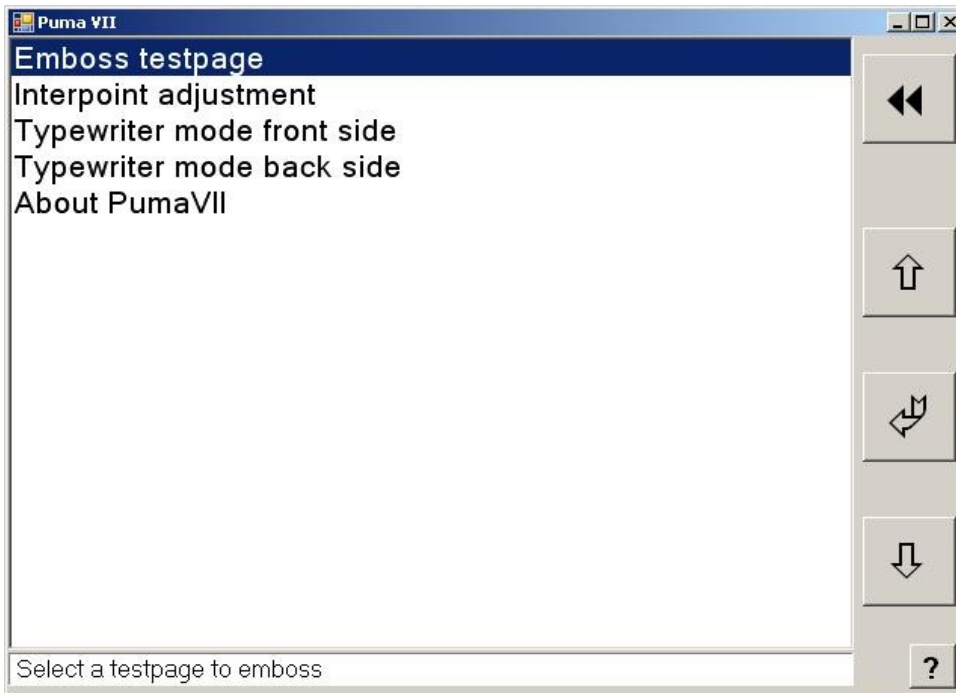 Puma VII
Emboss testpage
Interpoint adjustment
Typewriter mode front side
Typewriter mode back side
About PumaVII
Select a testpage to emboss
?